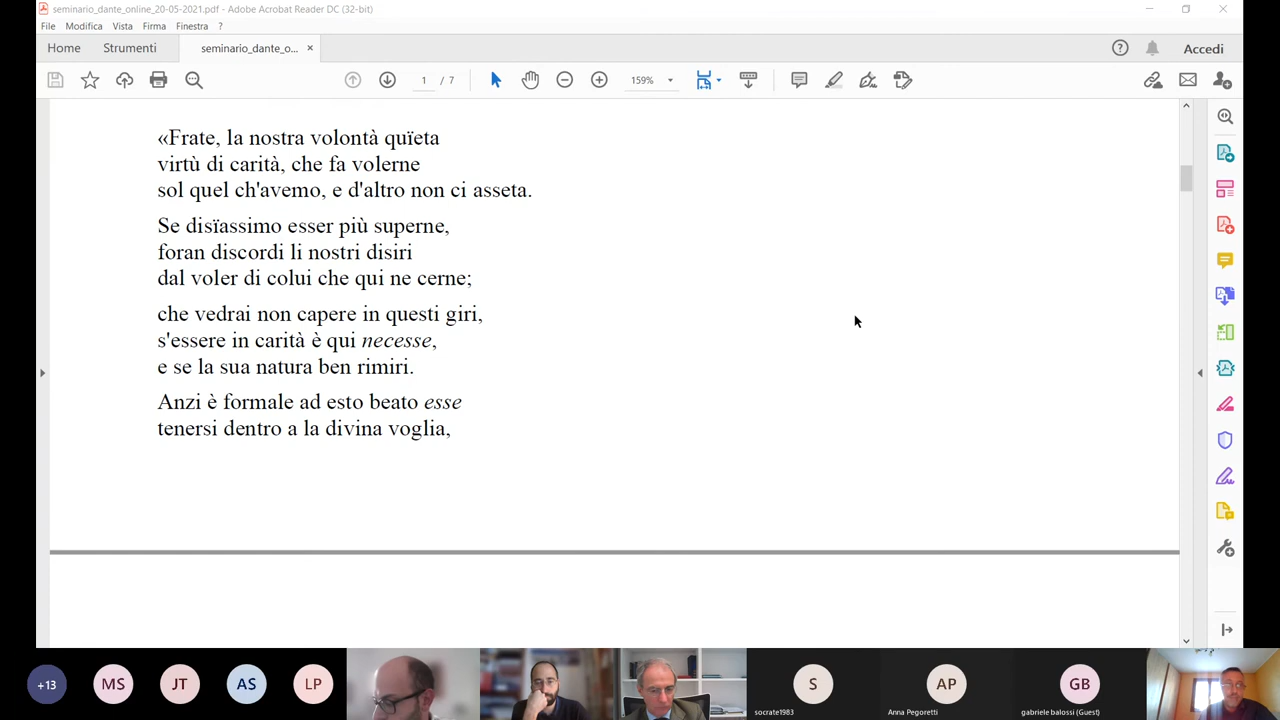 seminario_dante_online_20-05-2021.pdf - Adobe Acrobat Reader DC (32-bit)
File Modifica Vista Firma Finestra ?
Home Strumenti seminario_dante_o... × Accedi
1 / 7 159%
«Frate, la nostra volontà quïeta
virtù di carità, che fa volerne
sol quel ch'avemo, e d'altro non ci asseta.
Se disïassimo esser più superne,
foran discordi li nostri disiri
dal voler di colui che qui ne cerne;
che vedrai non capere in questi giri,
s'essere in carità è qui necesse,
e se la sua natura ben rimiri.
Anzi è formale ad esto beato esse
tenersi dentro a la divina voglia,
+13 MS JT AS LP S AP GB
socrate1983 Anna Pegoretti gabriele balossi (Guest)